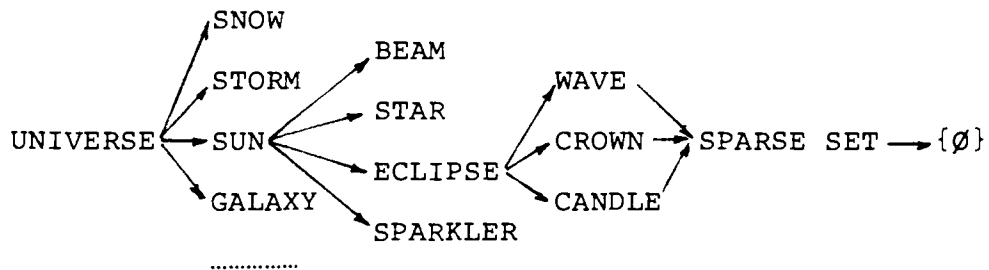 SNOW
BEAM
STORM
WAVE
STAR
UNIVERSE SUN CROWN SPARSE SET {Ø}
ECLIPSE
GALAXY CANDLE
SPARKLER
................